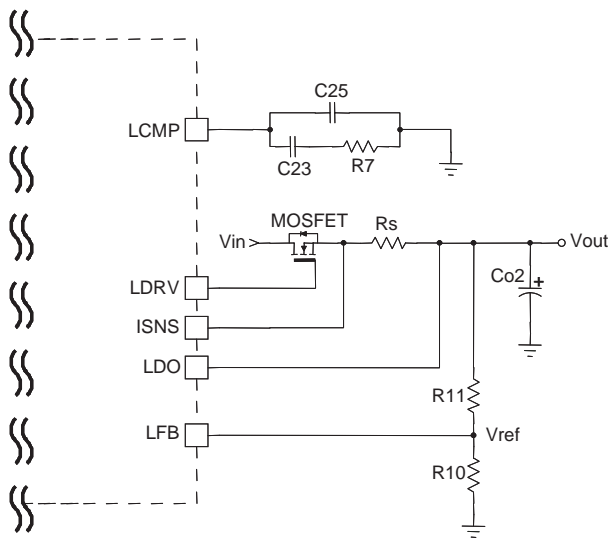 C25
LCMP
C23
R7
MOSFET
Rs
Vin
Vout
Co2
+
LDRV
ISNS
LDO
R11
LFB
Vref
R10